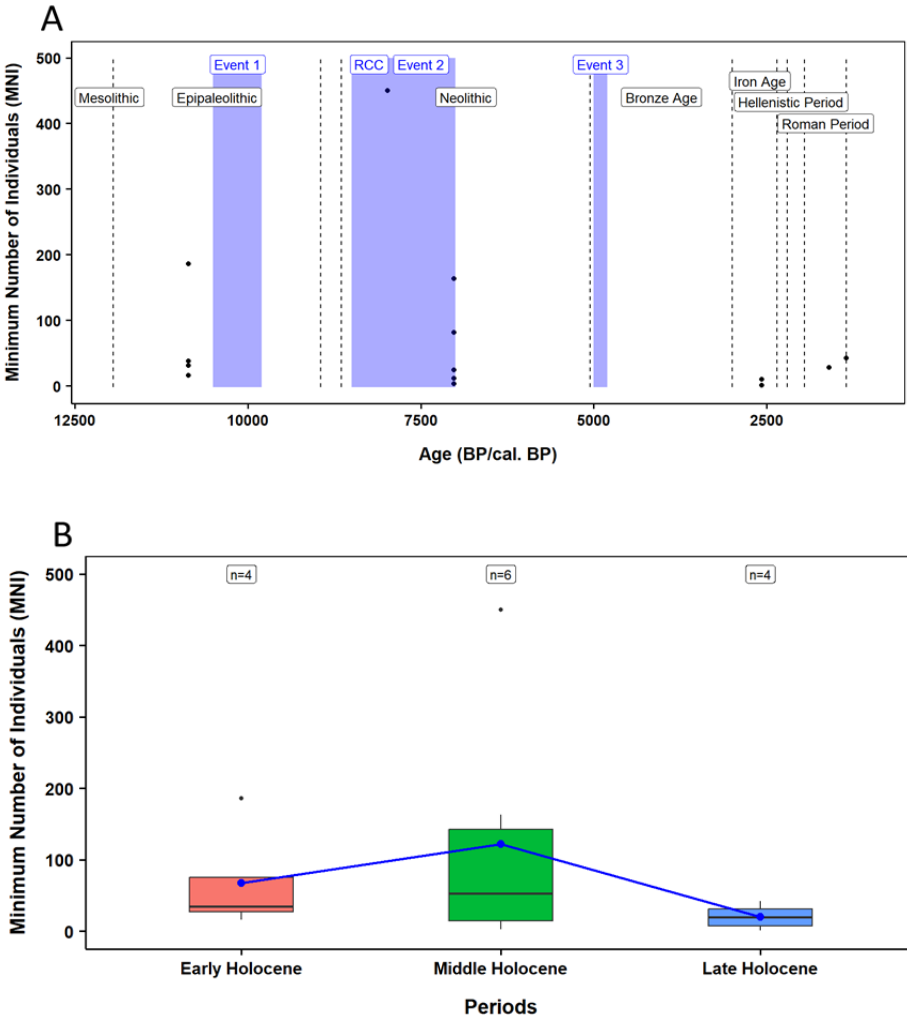 A
Minimum Number of Individuals (MNI)
500
400
300
200
100
0
Event 1
RCC
Event 2
Event 3
Mesolithic
Epipaleolithic
Neolithic
Bronze Age
Iron Age
Hellenistic Period
Roman Period
12500
10000
7500
5000
2500
Age (BP/cal. BP)
B
Minimum Number of Individuals (MNI)
500
400
300
200
100
0
n=4
n=6
n=4
Early Holocene
Middle Holocene
Late Holocene
Periods